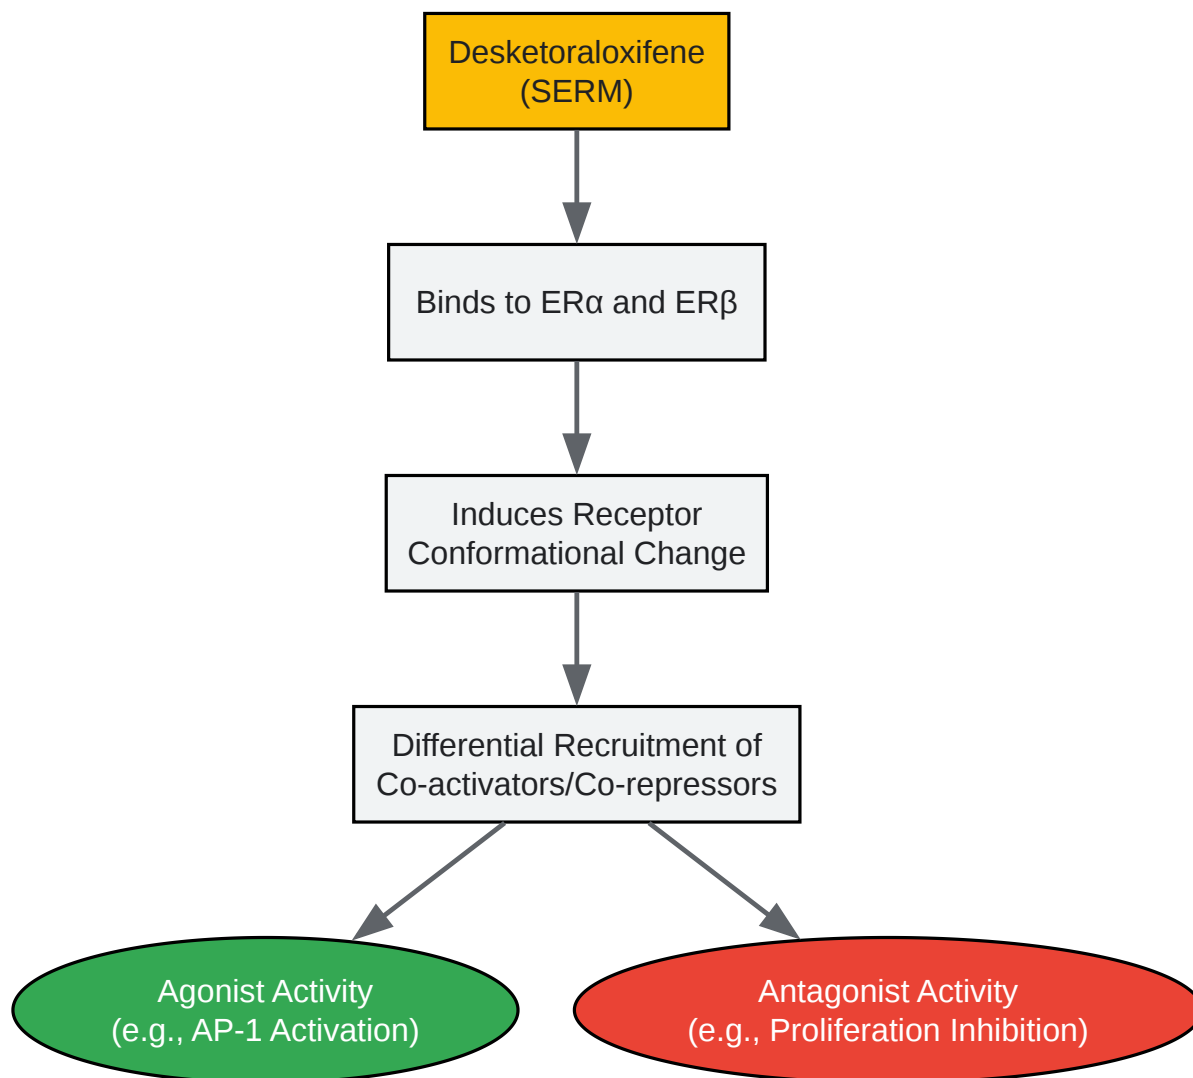 Desketoraloxifene
(SERM)
Binds to ERα and ERβ
Induces Receptor
Conformational Change
Differential Recruitment of
Co-activators/Co-repressors
Agonist Activity
(e.g., AP-1 Activation)
Antagonist Activity
(e.g., Proliferation Inhibition)